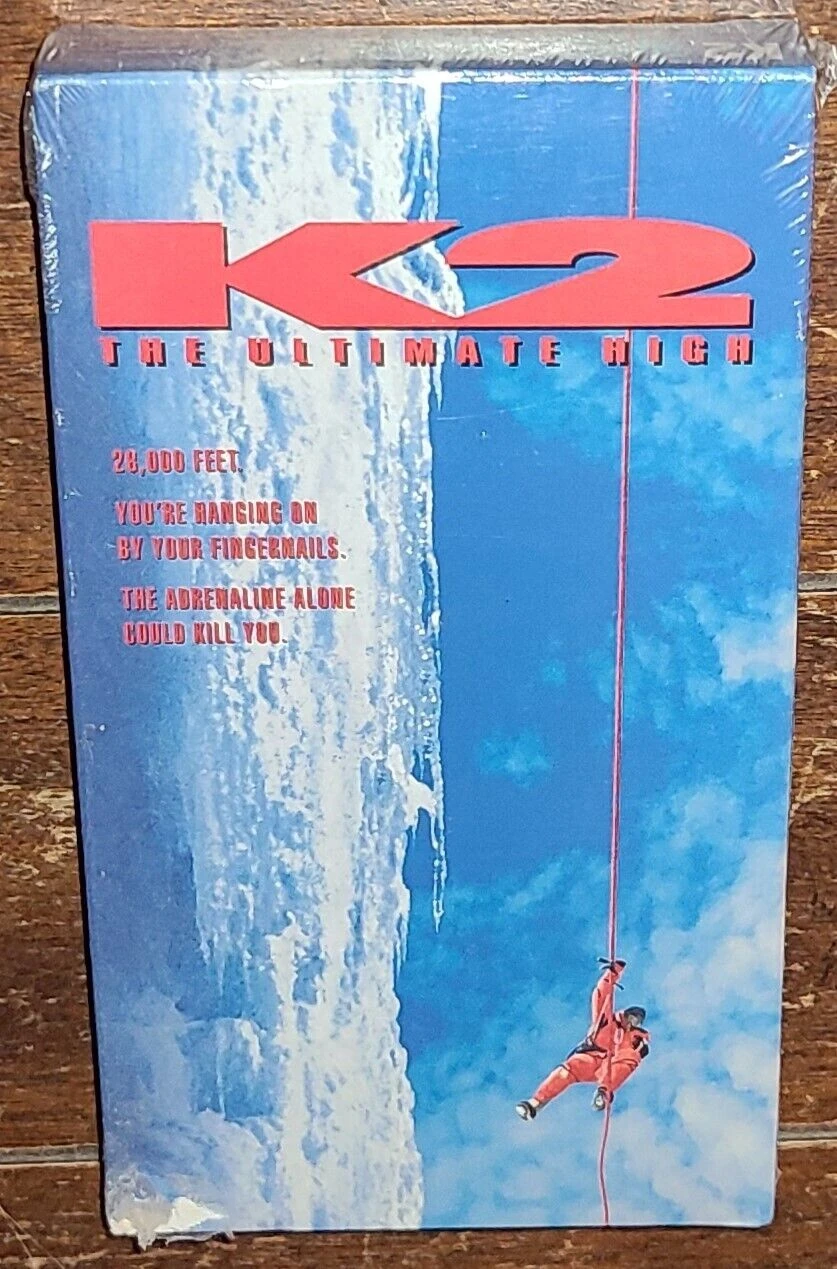 K2
THE ULTIMATE HIGH
28,000 FEET.
YOU'RE HANGING ON
BY YOUR FINGERNAILS.
THE ADRENALINE ALONE
COULD KILL YOU.